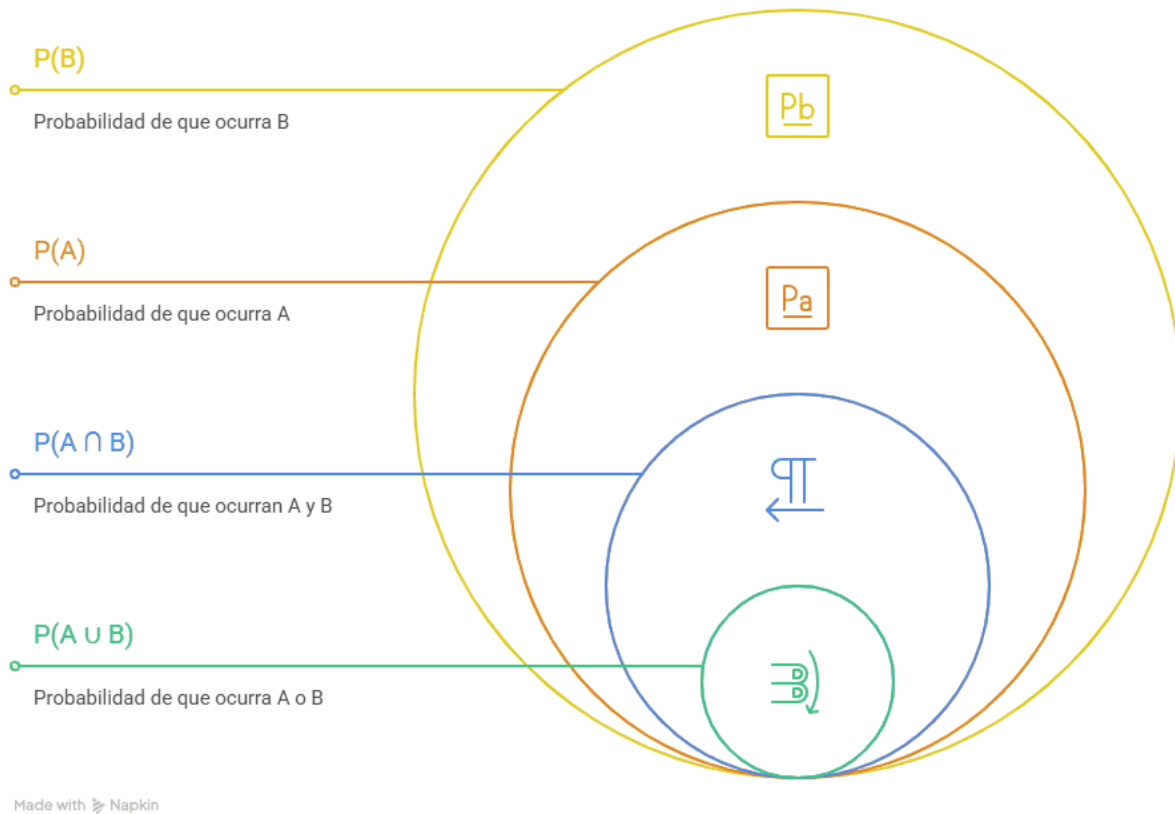 P(B)
Probabilidad de que ocurra B
Pb
P(A)
Probabilidad de que ocurra A
Pa
P(A ∩ B)
Probabilidad de que ocurran A y B
P(A ∪ B)
Probabilidad de que ocurra A o B
Made with Napkin